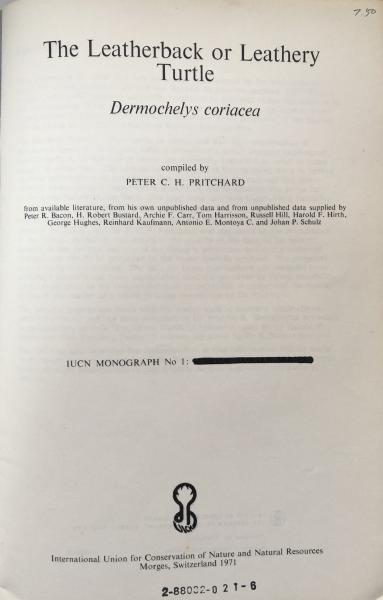 7.50
The Leatherback or Leathery
Turtle
Dermochelys coriacea
compiled by
PETER C. H. PRITCHARD
from available literature, from his own unpublished data and from unpublished data supplied by
Peter R. Bacon, H. Robert Bustard, Archie F. Carr, Tom Harrisson, Russell Hill, Harold F. Hirth,
George Hughes, Reinhard Kaufmann, Antonio E. Montoya C. and Johan P. Schulz
IUCN MONOGRAPH No 1:
IUCN
International Union for Conservation of Nature and Natural Resources
Morges, Switzerland 1971
2-88032-021-6